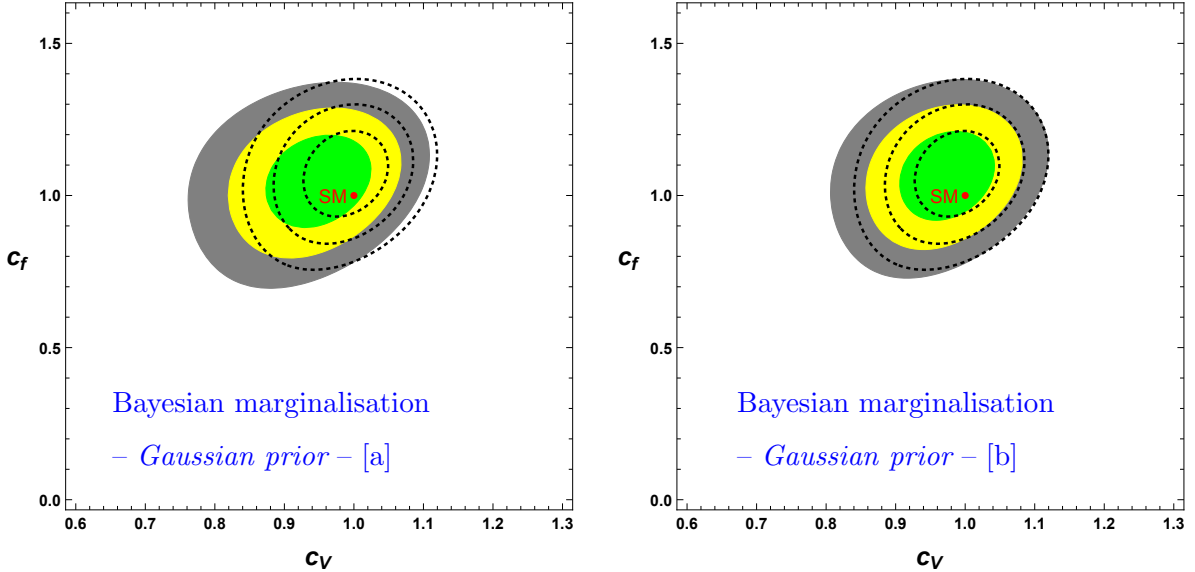 1.5
1.0
0.5
0.0
c_f
SM
Bayesian marginalisation
– Gaussian prior – [a]
0.6 0.7 0.8 0.9 1.0 1.1 1.2 1.3
c_V
1.5
1.0
0.5
0.0
c_f
SM
Bayesian marginalisation
– Gaussian prior – [b]
0.6 0.7 0.8 0.9 1.0 1.1 1.2 1.3
c_V